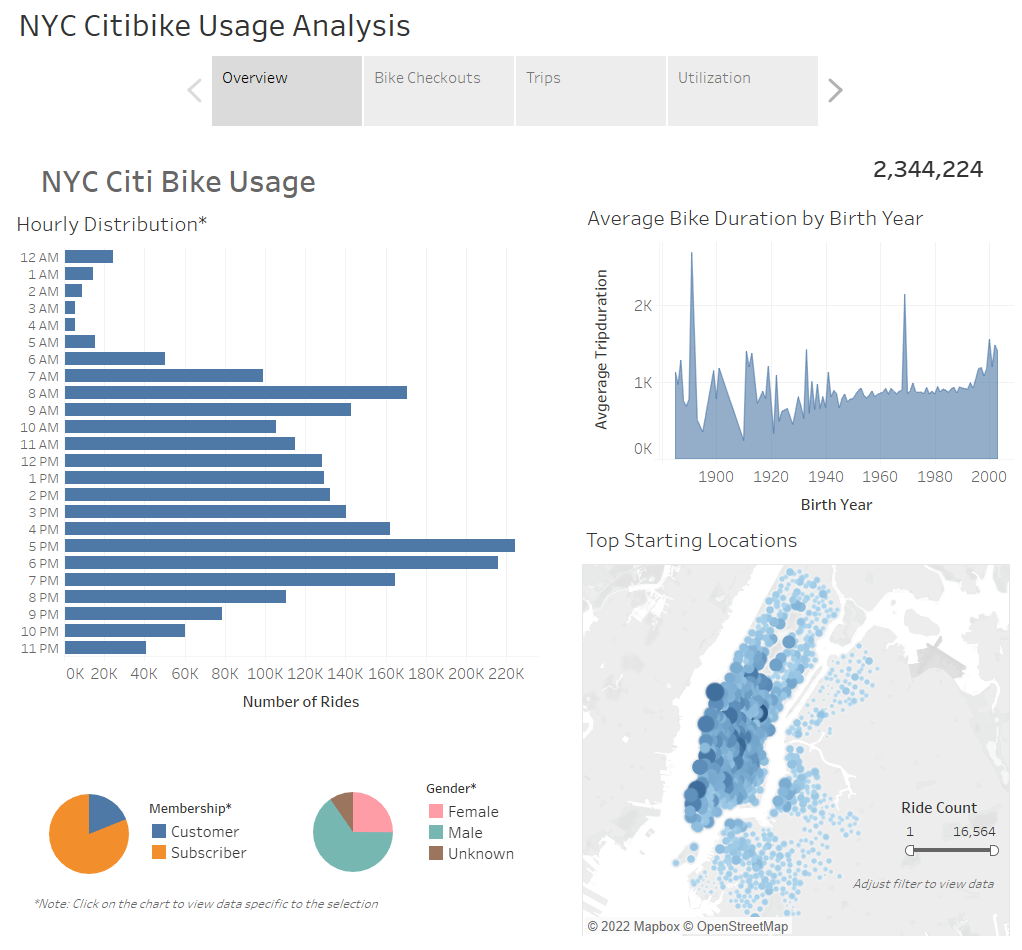 NYC Citibike Usage Analysis
Overview
Bike Checkouts
Trips
Utilization
NYC Citi Bike Usage
2,344,224
Hourly Distribution*
12 AM
1 AM
2 AM
3 AM
4 AM
5 AM
6 AM
7 AM
8 AM
9 AM
10 AM
11 AM
12 PM
1 PM
2 PM
3 PM
4 PM
5 PM
6 PM
7 PM
8 PM
9 PM
10 PM
11 PM
0K 20K 40K 60K 80K 100K 120K 140K 160K 180K 200K 220K
Number of Rides
Average Bike Duration by Birth Year
Avgerage Tripduration
2K
1K
0K
1900 1920 1940 1960 1980 2000
Birth Year
Top Starting Locations
Ride Count
1 16,564
Adjust filter to view data
© 2022 Mapbox © OpenStreetMap
Membership*
Customer
Subscriber
Gender*
Female
Male
Unknown
*Note: Click on the chart to view data specific to the selection